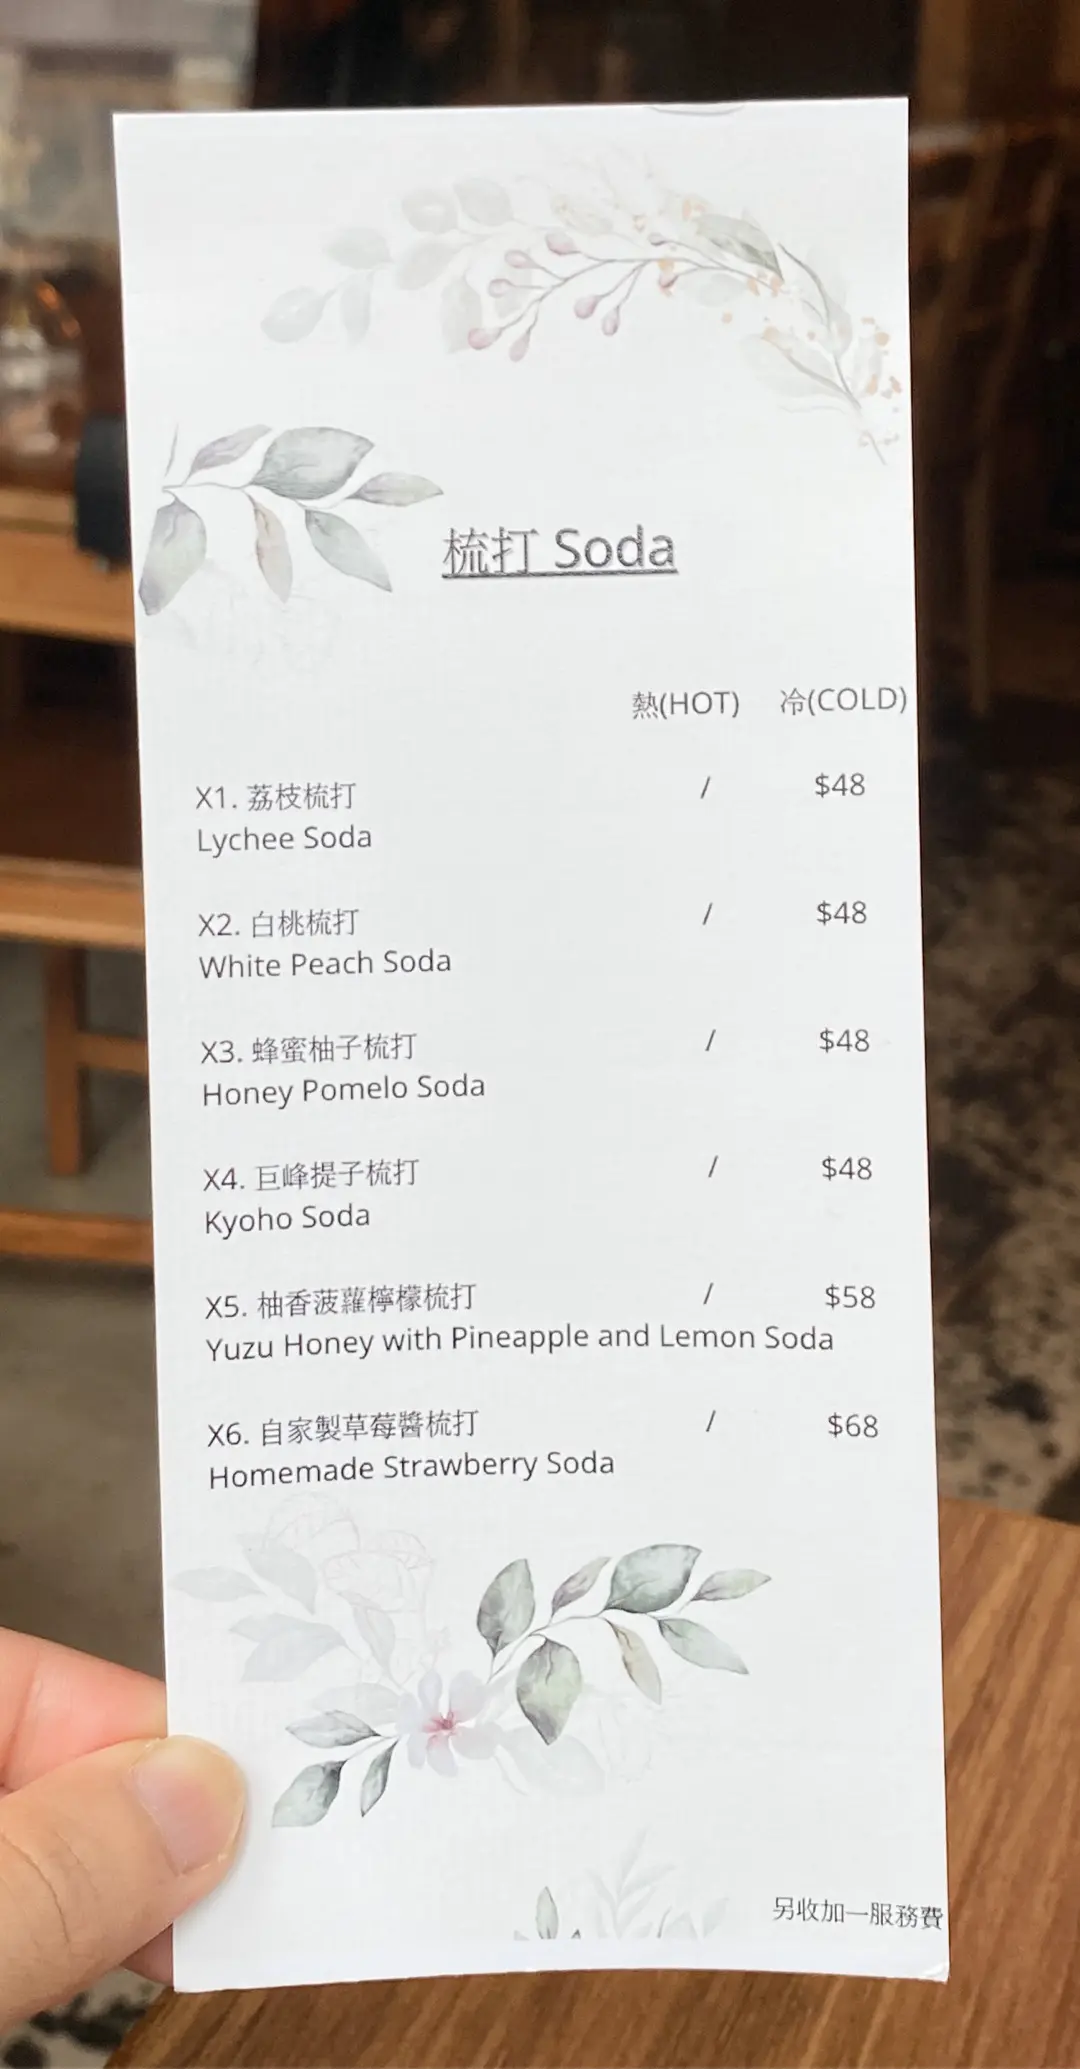 梳打 Soda
熱(HOT) 冷(COLD)
X1. 荔枝梳打 / $48
Lychee Soda
X2. 白桃梳打 / $48
White Peach Soda
X3. 蜂蜜柚子梳打 / $48
Honey Pomelo Soda
X4. 巨峰提子梳打 / $48
Kyoho Soda
X5. 柚香菠蘿檸檬梳打 / $58
Yuzu Honey with Pineapple and Lemon Soda
X6. 自家製草莓醬梳打 / $68
Homemade Strawberry Soda
另收加一服務費